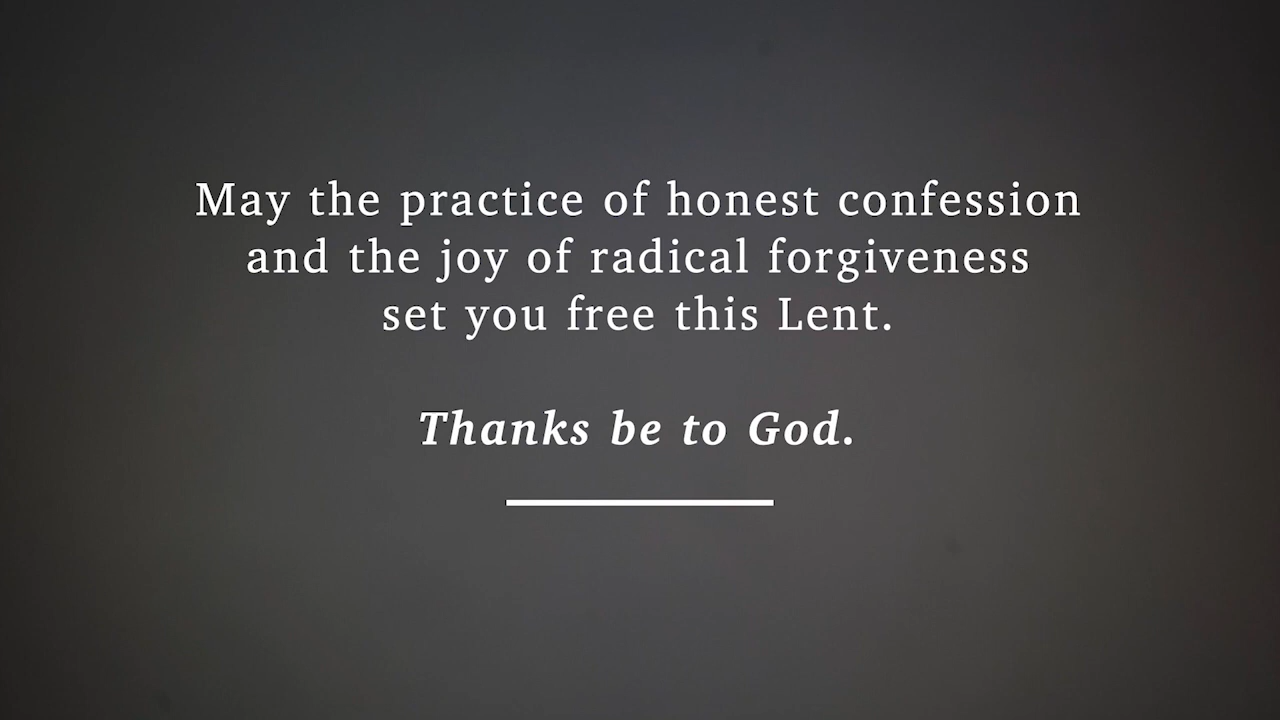 May the practice of honest confession
and the joy of radical forgiveness
set you free this Lent.
Thanks be to God.